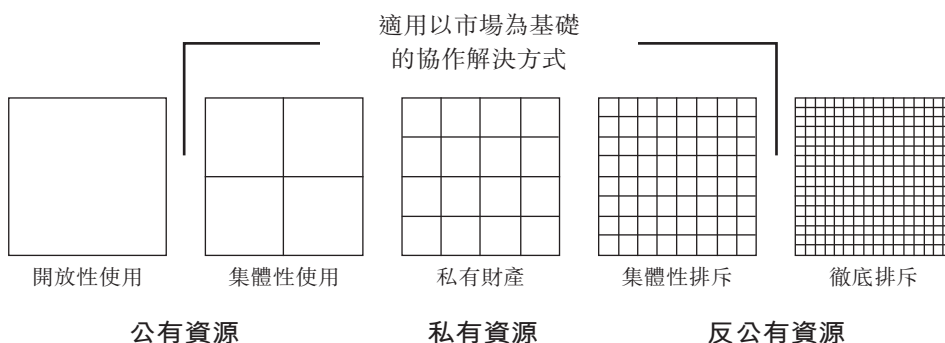 適用以市場為基礎
的協作解決方式
開放性使用 集體性使用 私有財產 集體性排斥 徹底排斥
公有資源 私有資源 反公有資源